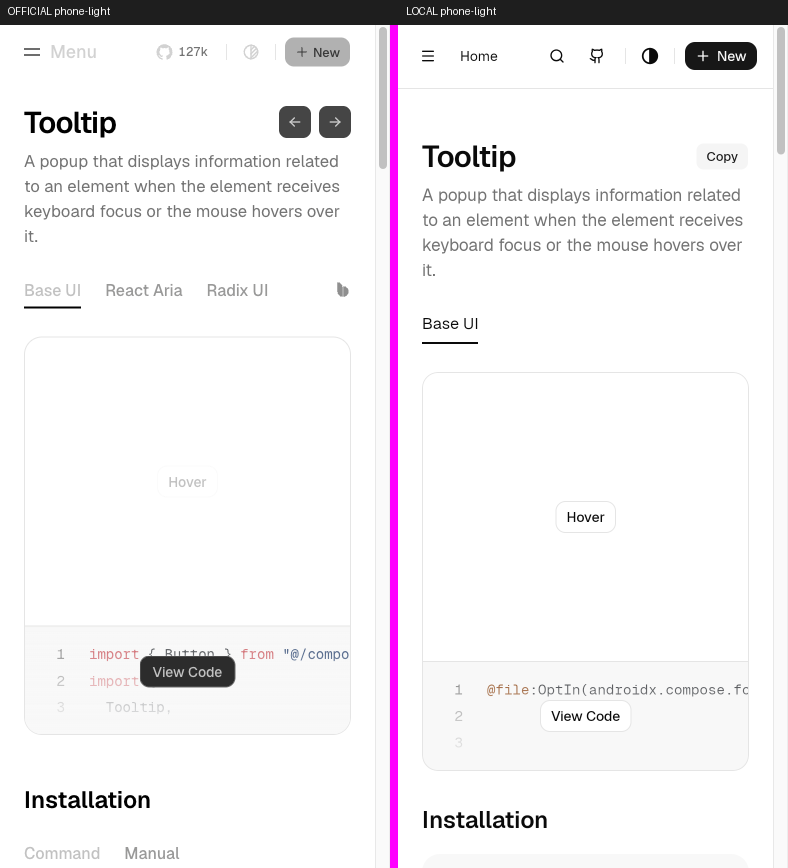 OFFICIAL phone-light
Menu
127k
New
Tooltip
A popup that displays information related
to an element when the element receives
keyboard focus or the mouse hovers over
it.
Base UI React Aria Radix UI
Hover
1 import { Button } from "@/compo
2 import
3 Tooltip,
View Code
Installation
Command Manual
LOCAL phone-light
Home
New
Tooltip
Copy
A popup that displays information related
to an element when the element receives
keyboard focus or the mouse hovers over
it.
Base UI
Hover
1 @file:OptIn(androidx.compose.fo
2
3
View Code
Installation